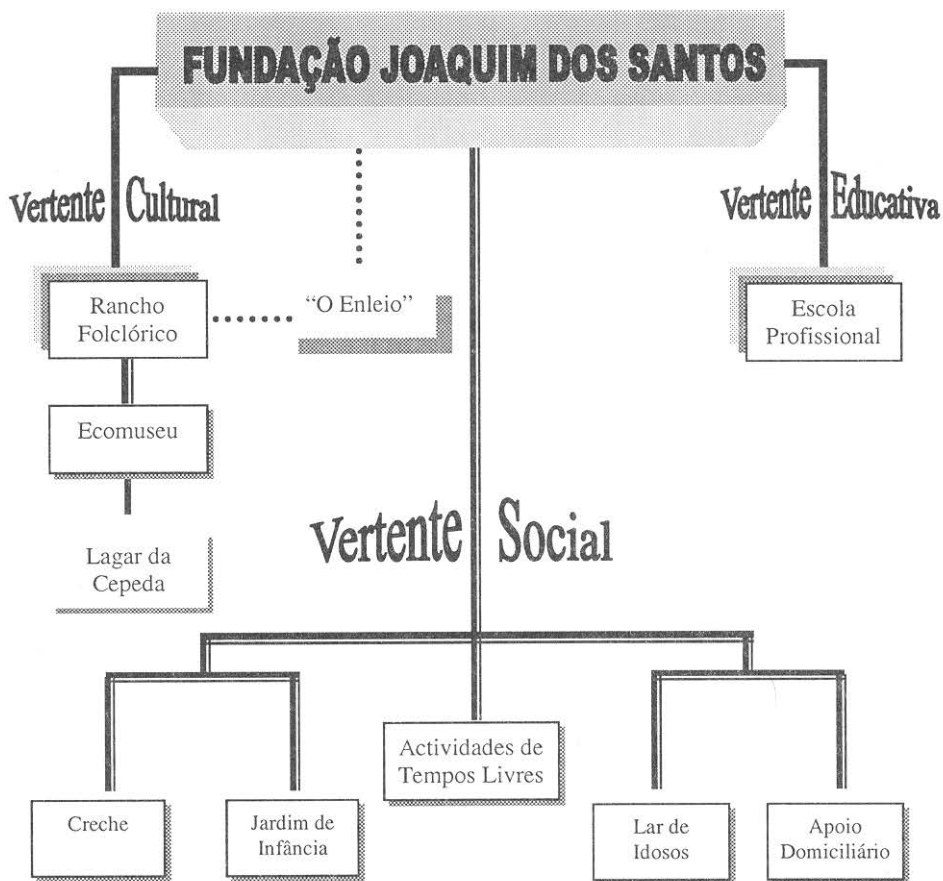 FUNDAÇÃO JOAQUIM DOS SANTOS
Vertente Cultural
Vertente Educativa
Rancho
Folclórico
"O Enleio"
Escola
Profissional
Ecomuseu
Lagar da
Cepeda
Vertente Social
Actividades de
Tempos Livres
Creche
Jardim de
Infância
Lar de
Idosos
Apoio
Domiciliário